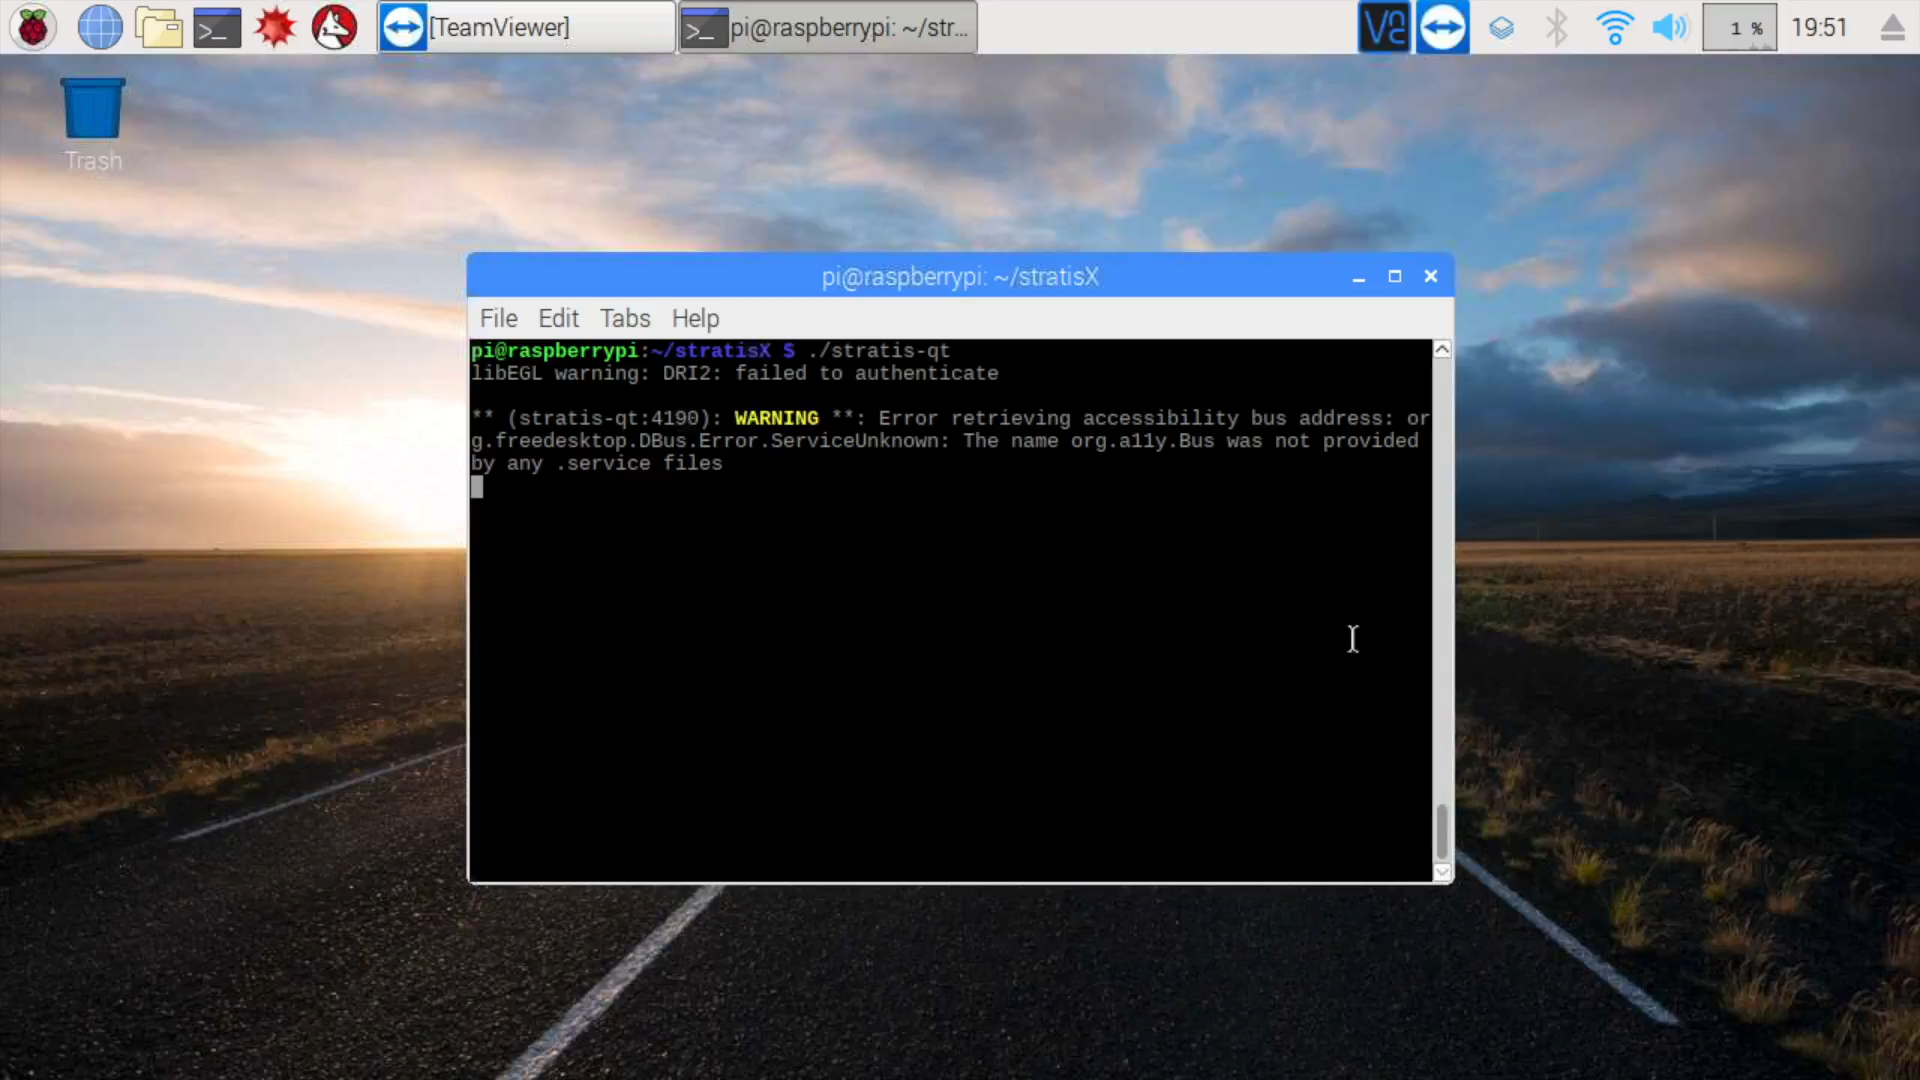 [TeamViewer]
pi@raspberrypi: ~/str...
1 %
19:51
Trash
pi@raspberrypi: ~/stratisX
File Edit Tabs Help
pi@raspberrypi:~/stratisX $ ./stratis-qt
libEGL warning: DRI2: failed to authenticate
** (stratis-qt:4190): WARNING **: Error retrieving accessibility bus address: or
g.freedesktop.DBus.Error.ServiceUnknown: The name org.a11y.Bus was not provided
by any .service files